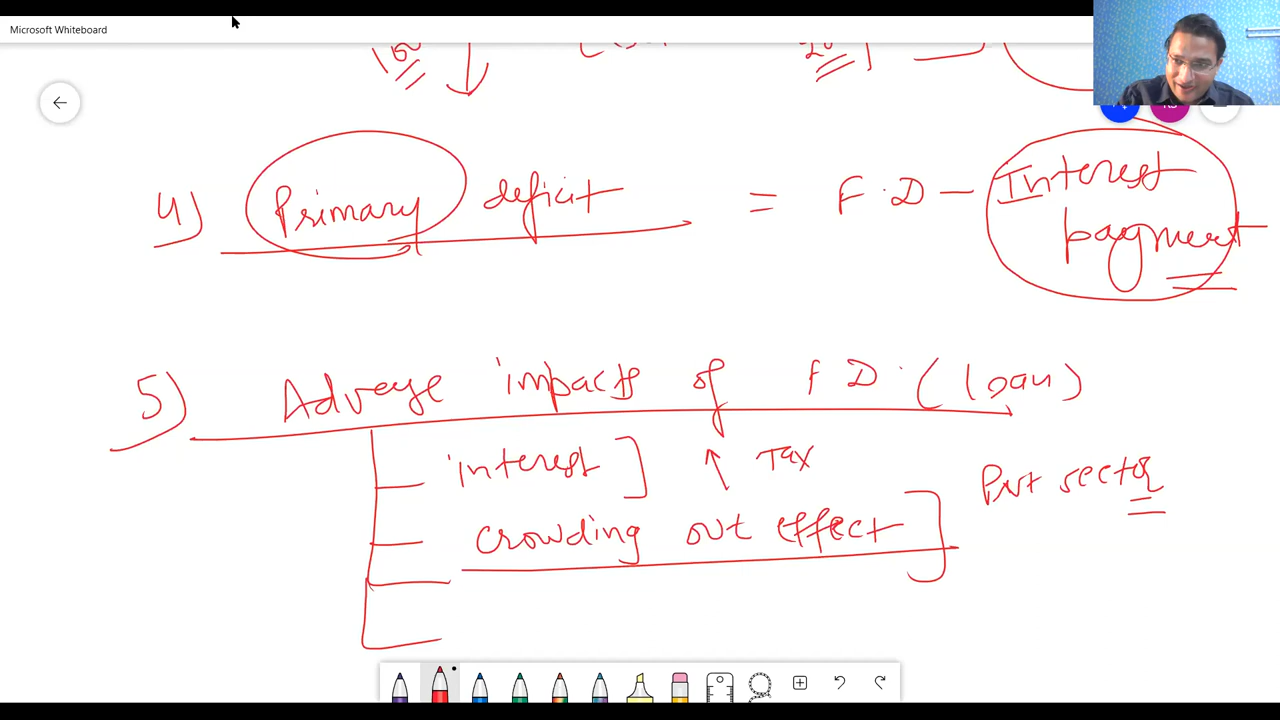 Microsoft Whiteboard
4) Primary deficit = F.D - Interest payment
5) Adverse impacts of F D. (loan)
interest ] ↑ Tax
Pvt sector
crowding out effect ]